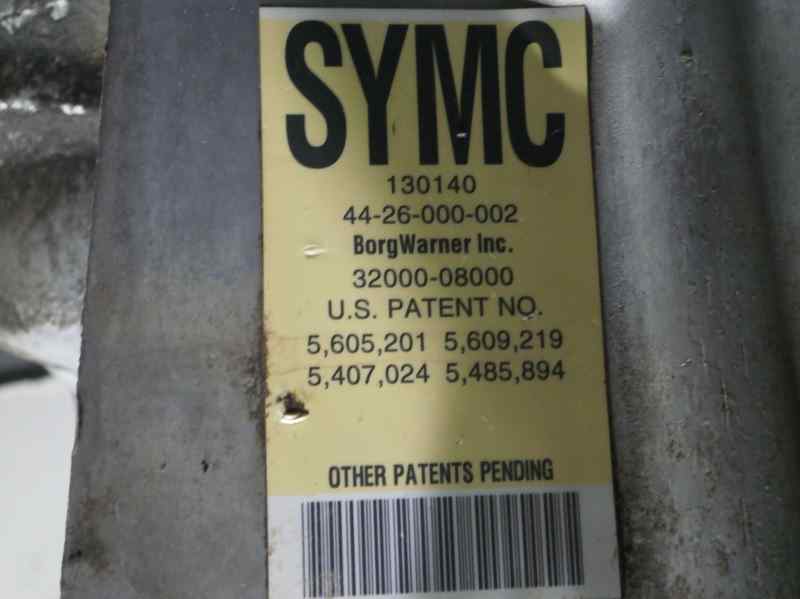 SYMC
130140
44-26-000-002
BorgWarner Inc.
32000-08000
U.S. PATENT NO.
5,605,201 5,609,219
5,407,024 5,485,894
OTHER PATENTS PENDING